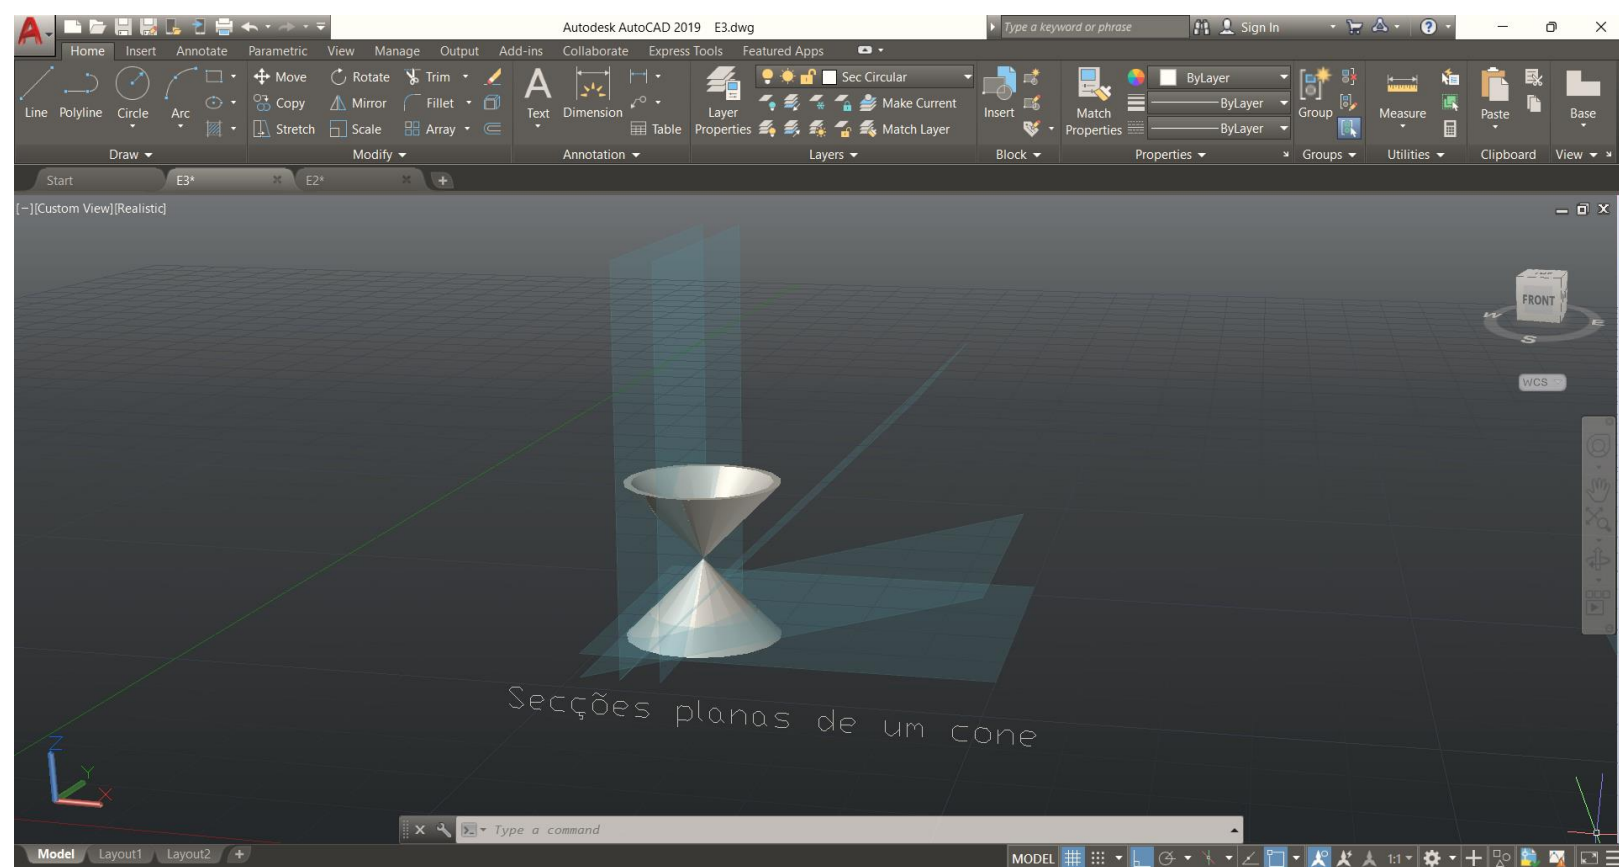 Autodesk AutoCAD 2019 E3.dwg
Type a keyword or phrase
Sign In
Home Insert Annotate Parametric View Manage Output Add-ins Collaborate Express Tools Featured Apps
Line Polyline Circle Arc
Move Rotate Trim
Copy Mirror Fillet
Stretch Scale Array
Text Dimension
Table
Layer Properties
Sec Circular
Make Current
Match Layer
Insert
Match Properties
ByLayer
ByLayer
ByLayer
Group
Measure
Paste
Base
Draw Modify Annotation Layers Block Properties Groups Utilities Clipboard View
Start E3* E2*
[−][Custom View][Realistic]
FRONT
W S E
WCS
Secções planas de um cone
Z
Y
X
Type a command
Model Layout1 Layout2
MODEL 1:1